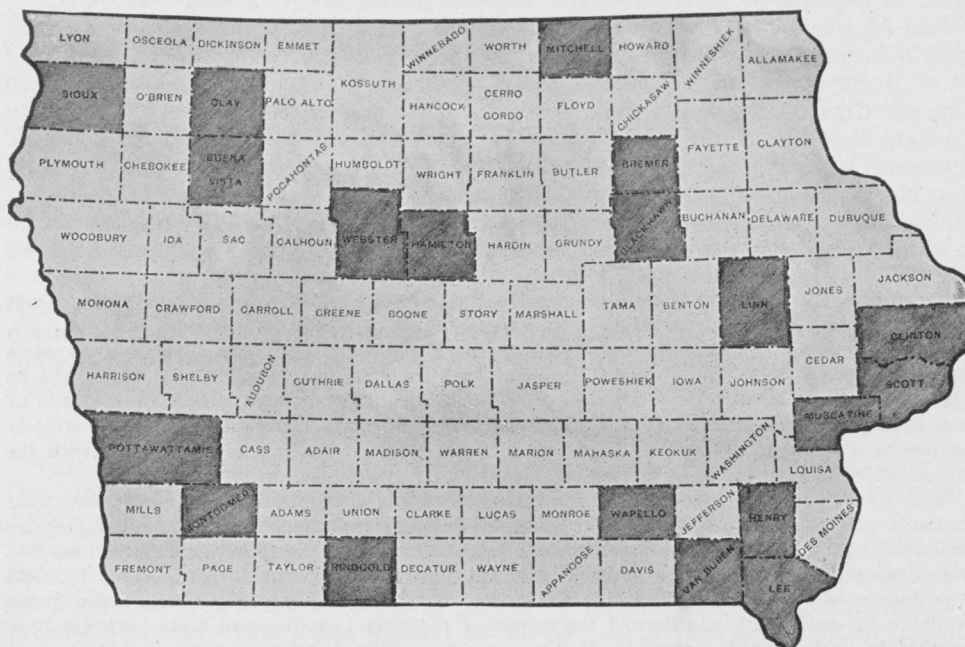 LYON
OSCEOLA
DICKINSON
EMMET
WINNEBAGO
WORTH
MITCHELL
HOWARD
WINNESHIEK
ALLAMAKEE
SIOUX
O'BRIEN
CLAY
PALO ALTO
KOSSUTH
HANCOCK
CERRO
GORDO
FLOYD
CHICKASAW
PLYMOUTH
CHEROKEE
BUENA
VISTA
POCAHONTAS
HUMBOLDT
WRIGHT
FRANKLIN
BUTLER
BREMER
FAYETTE
CLAYTON
WOODBURY
IDA
SAC
CALHOUN
WEBSTER
HAMILTON
HARDIN
GRUNDY
BLACKHAWK
BUCHANAN
DELAWARE
DUBUQUE
MONONA
CRAWFORD
CARROLL
GREENE
BOONE
STORY
MARSHALL
TAMA
BENTON
LINN
JONES
JACKSON
CLINTON
HARRISON
SHELBY
AUDUBON
GUTHRIE
DALLAS
POLK
JASPER
POWESHIEK
IOWA
JOHNSON
CEDAR
SCOTT
MUSCATINE
POTTAWATTAMIE
CASS
ADAIR
MADISON
WARREN
MARION
MAHASKA
KEOKUK
WASHINGTON
LOUISA
MILLS
MONTGOMERY
ADAMS
UNION
CLARKE
LUCAS
MONROE
WAPELLO
JEFFERSON
HENRY
DES MOINES
FREMONT
PAGE
TAYLOR
RINGGOLD
DECATUR
WAYNE
APPANOOSE
DAVIS
VAN BUREN
LEE